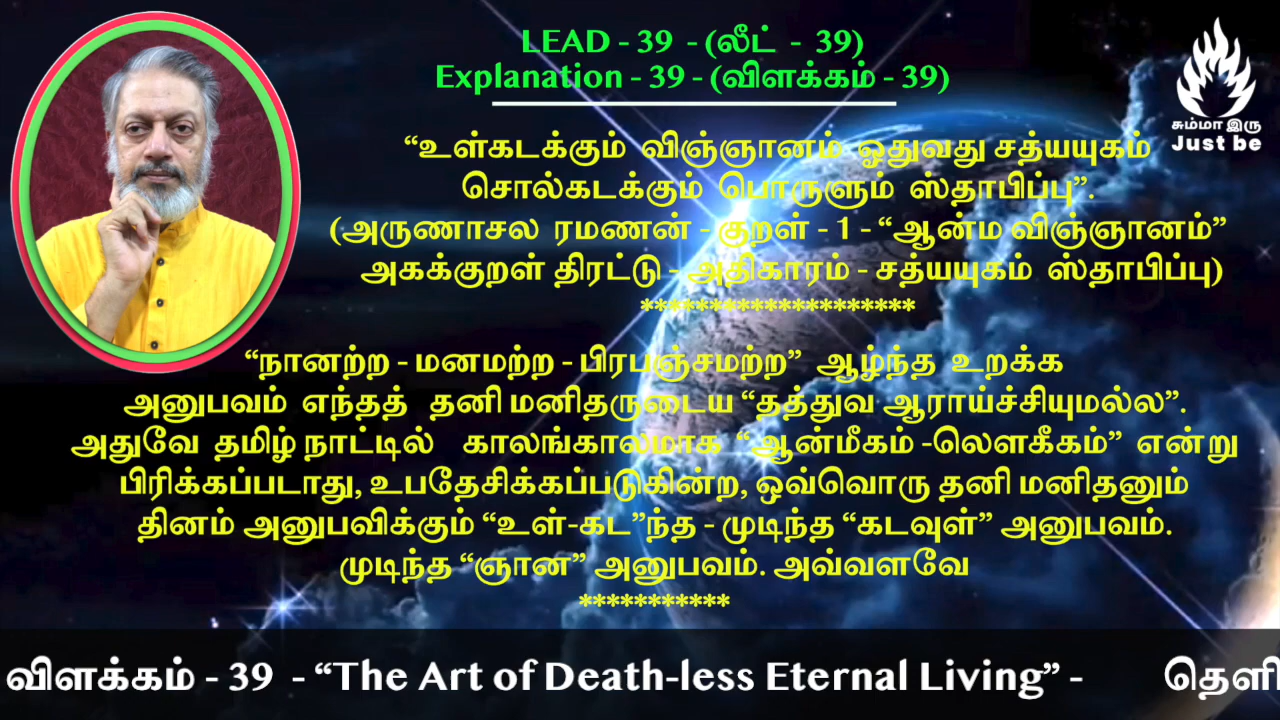 LEAD - 39 - (லீட் - 39)
Explanation - 39 - (விளக்கம் - 39)
சும்மா இரு
Just be
“உள்கடக்கும் விஞ்ஞானம் ஓதுவது சத்யயுகம்
சொல்கடக்கும் பொருளும் ஸ்தாபிப்பு”.
(அருணாசல ரமணன் - குறள் - 1 - “ஆன்ம விஞ்ஞானம்”
அகக்குறள் திரட்டு - அதிகாரம் - சத்யயுகம் ஸ்தாபிப்பு)
********************
“நானற்ற - மனமற்ற - பிரபஞ்சமற்ற” ஆழ்ந்த உறக்க
அனுபவம் எந்தத் தனி மனிதருடைய “தத்துவ ஆராய்ச்சியுமல்ல”.
அதுவே தமிழ் நாட்டில் காலங்காலமாக “ஆன்மீகம் -லௌகீகம்” என்று
பிரிக்கப்படாது, உபதேசிக்கப்படுகின்ற, ஒவ்வொரு தனி மனிதனும்
தினம் அனுபவிக்கும் “உள்-கட”ந்த - முடிந்த “கடவுள்” அனுபவம்.
முடிந்த “ஞான” அனுபவம். அவ்வளவே
***********
விளக்கம் - 39 - “The Art of Death-less Eternal Living” - தெளி